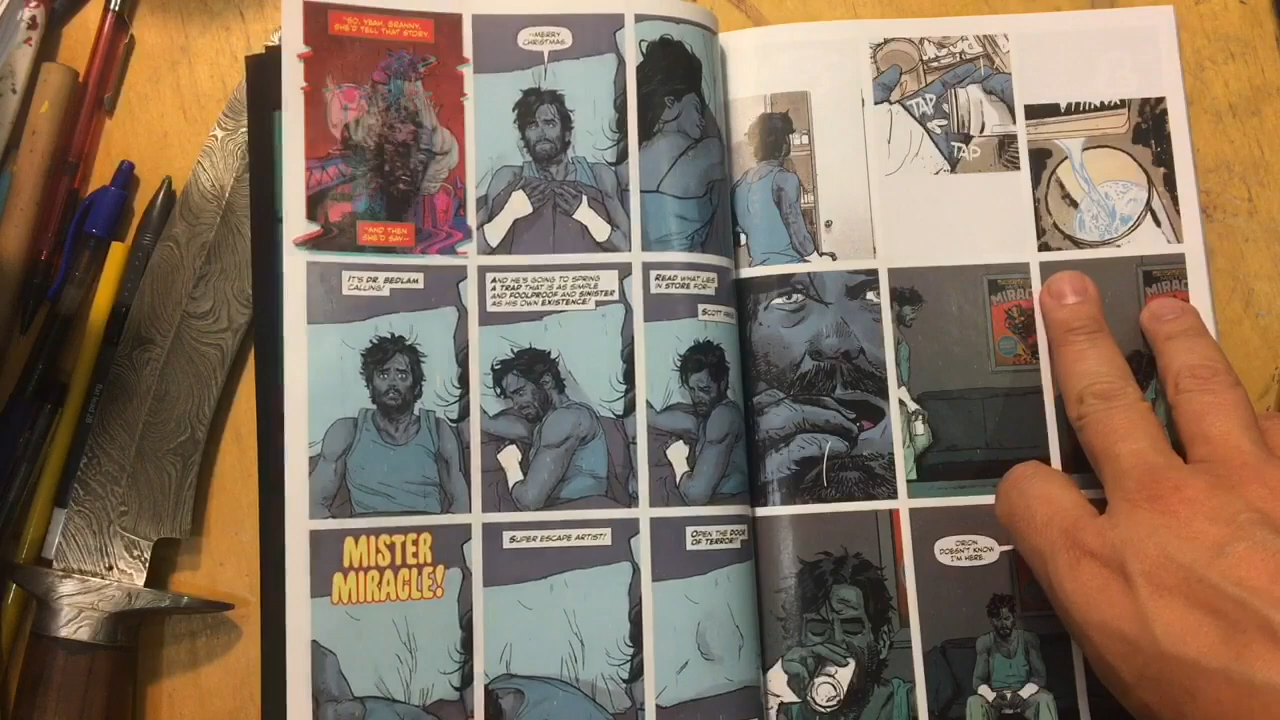 "SO, YEAH, GRANNY,
SHE'D TELL THAT STORY.
"AND THEN
SHE'D SAY--
--MERRY
CHRISTMAS.
IT'S DR. BEDLAM
CALLING!
AND HE'S GOING TO SPRING
A TRAP THAT IS AS SIMPLE
AND FOOLPROOF AND SINISTER
AS HIS OWN EXISTENCE!
READ WHAT LIES
IN STORE FOR--
SCOTT
MISTER
MIRACLE!
SUPER ESCAPE ARTIST!
OPEN THE DOOR
OF TERROR!
TAP
TAP
MIRAC
MIRAC
ORION
DOESN'T KNOW
I'M HERE.